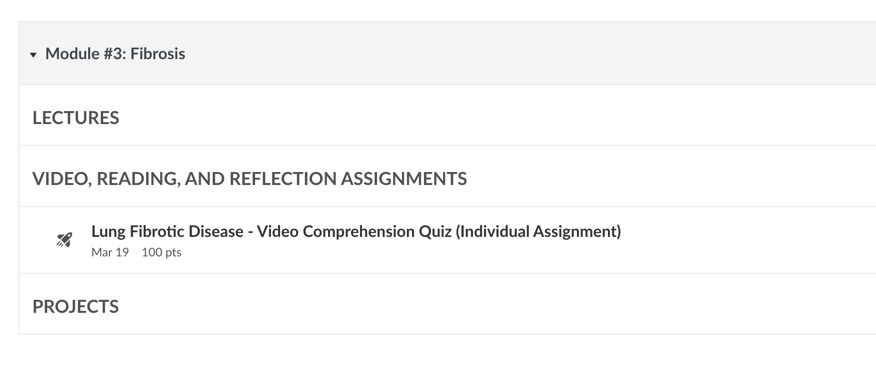 Module #3: Fibrosis
LECTURES
VIDEO, READING, AND REFLECTION ASSIGNMENTS
Lung Fibrotic Disease - Video Comprehension Quiz (Individual Assignment)
Mar 19 100 pts
PROJECTS